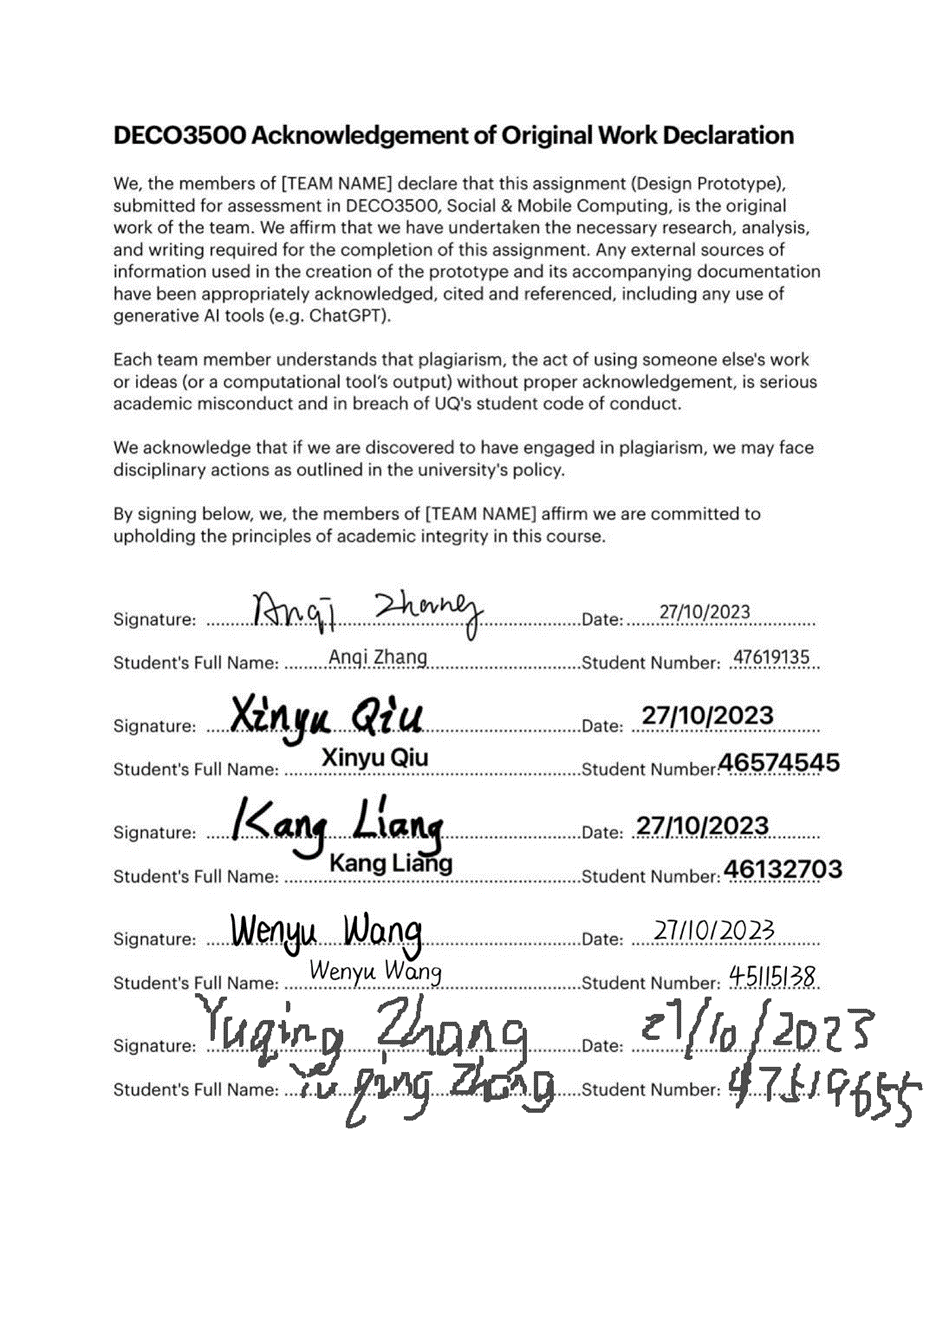 DECO3500 Acknowledgement of Original Work Declaration
We, the members of [TEAM NAME] declare that this assignment (Design Prototype),
submitted for assessment in DECO3500, Social & Mobile Computing, is the original
work of the team. We affirm that we have undertaken the necessary research, analysis,
and writing required for the completion of this assignment. Any external sources of
information used in the creation of the prototype and its accompanying documentation
have been appropriately acknowledged, cited and referenced, including any use of
generative AI tools (e.g. ChatGPT).
Each team member understands that plagiarism, the act of using someone else's work
or ideas (or a computational tool’s output) without proper acknowledgement, is serious
academic misconduct and in breach of UQ's student code of conduct.
We acknowledge that if we are discovered to have engaged in plagiarism, we may face
disciplinary actions as outlined in the university's policy.
By signing below, we, the members of [TEAM NAME] affirm we are committed to
upholding the principles of academic integrity in this course.
Signature: Anqi Zhang Date: 27/10/2023
Student's Full Name: Anqi Zhang Student Number: 47619135
Signature: Xinyu Qiu Date: 27/10/2023
Student's Full Name: Xinyu Qiu Student Number: 46574545
Signature: Kang Liang Date: 27/10/2023
Student's Full Name: Kang Liang Student Number: 46132703
Signature: Wenyu Wang Date: 27/10/2023
Student's Full Name: Wenyu Wang Student Number: 45115138
Signature: Yuqing Zhang Date: 27/10/2023
Student's Full Name: Yuqing Zhang Student Number: